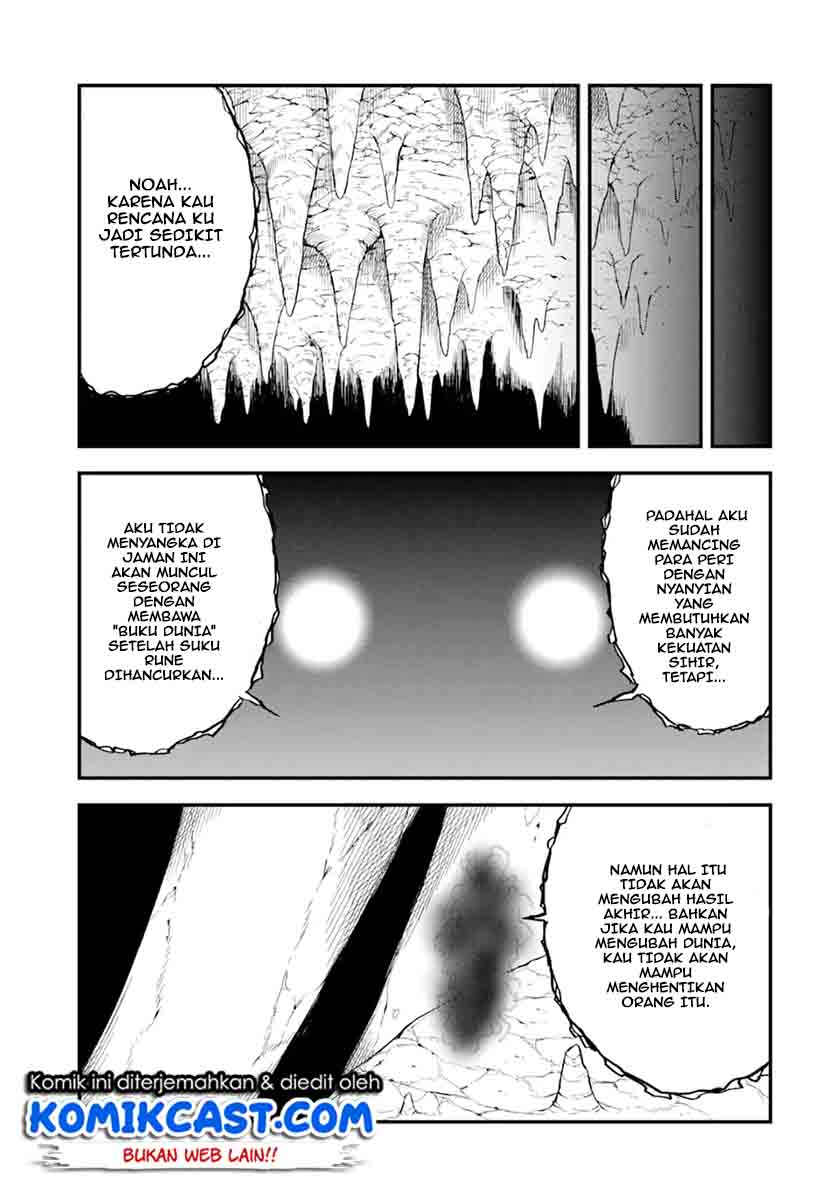 NOAH...
KARENA KAU
RENCANA KU
JADI SEDIKIT
TERTUNDA...
PADAHAL AKU
SUDAH
MEMANCING
PARA PERI
DENGAN
NYANYIAN
YANG
MEMBUTUHKAN
BANYAK
KEKUATAN
SIHIR,
TETAPI...
AKU TIDAK
MENYANGKA DI
JAMAN INI
AKAN MUNCUL
SESEORANG
DENGAN
MEMBAWA
"BUKU DUNIA"
SETELAH SUKU
RUNE
DIHANCURKAN...
NAMUN HAL ITU
TIDAK AKAN
MENGUBAH HASIL
AKHIR... BAHKAN
JIKA KAU MAMPU
MENGUBAH DUNIA,
KAU TIDAK AKAN
MAMPU
MENGHENTIKAN
ORANG ITU.
Komik ini diterjemahkan & diedit oleh
KOMIKCAST.COM
BUKAN WEB LAIN!!